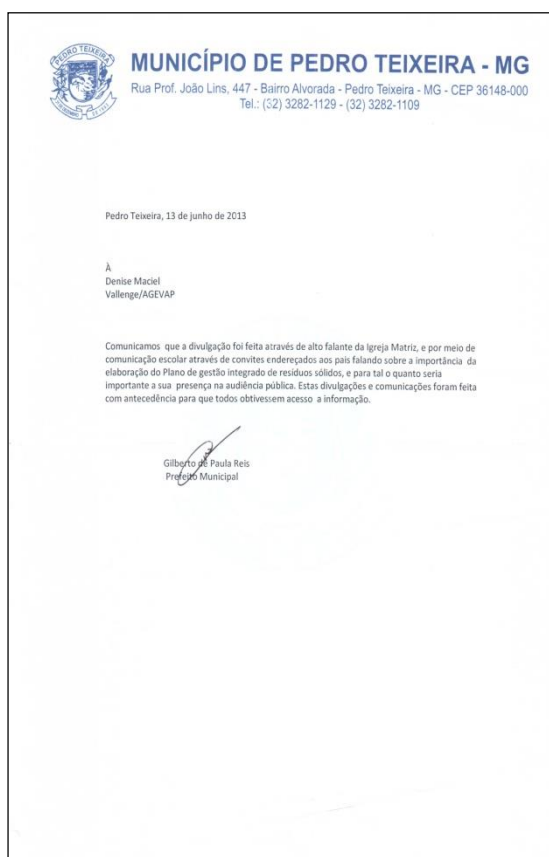 PEDRO TEIXEIRA
MUNICÍPIO DE PEDRO TEIXEIRA - MG
Rua Prof. João Lins, 447 - Bairro Alvorada - Pedro Teixeira - MG - CEP 36148-000
Tel.: (32) 3282-1129 - (32) 3282-1109
Pedro Teixeira, 13 de junho de 2013
À
Denise Maciel
Vallenge/AGEVAP
Comunicamos que a divulgação foi feita através de alto falante da Igreja Matriz, e por meio de
comunicação escolar através de convites endereçados aos pais falando sobre a importância da
elaboração do Plano de gestão integrado de resíduos sólidos, e para tal o quanto seria
importante a sua presença na audiência pública. Estas divulgações e comunicações foram feita
com antecedência para que todos obtivessem acesso a informação.
Gilberto de Paula Reis
Prefeito Municipal